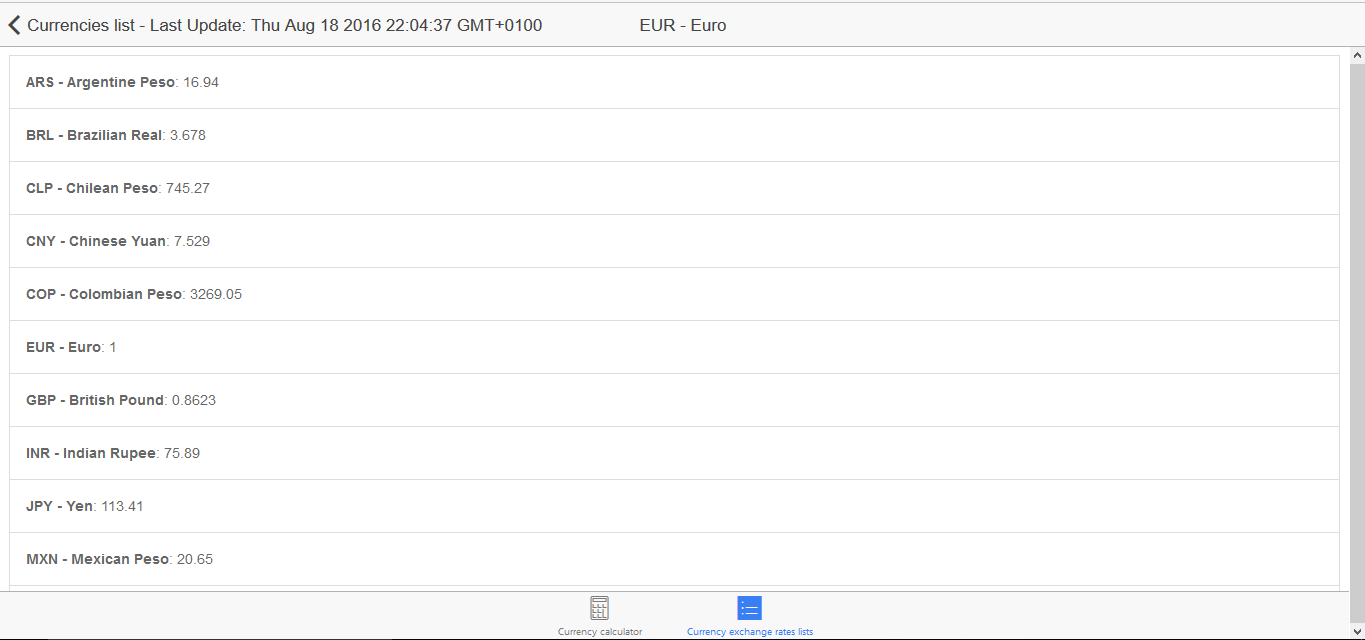 Currencies list - Last Update: Thu Aug 18 2016 22:04:37 GMT+0100 EUR - Euro
ARS - Argentine Peso: 16.94
BRL - Brazilian Real: 3.678
CLP - Chilean Peso: 745.27
CNY - Chinese Yuan: 7.529
COP - Colombian Peso: 3269.05
EUR - Euro: 1
GBP - British Pound: 0.8623
INR - Indian Rupee: 75.89
JPY - Yen: 113.41
MXN - Mexican Peso: 20.65
Currency calculator Currency exchange rates lists